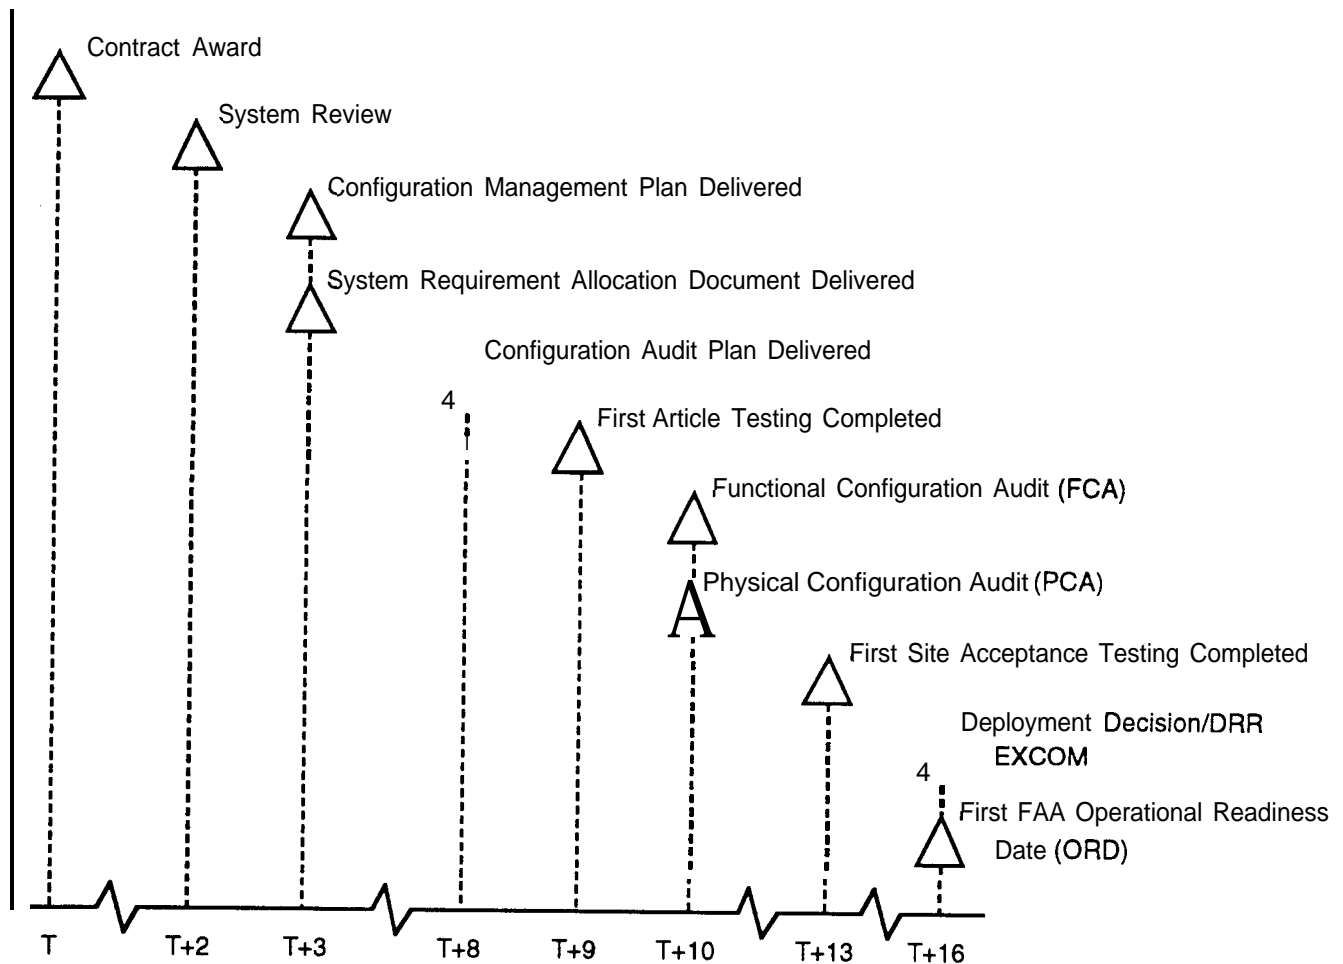 Contract Award
System Review
Configuration Management Plan Delivered
System Requirement Allocation Document Delivered
Configuration Audit Plan Delivered
4
First Article Testing Completed
Functional Configuration Audit (FCA)
Physical Configuration Audit (PCA)
A
First Site Acceptance Testing Completed
Deployment Decision/DRR
EXCOM
4
First FAA Operational Readiness
Date (ORD)
T T+2 T+3 T+8 T+9 T+10 T+13 T+16